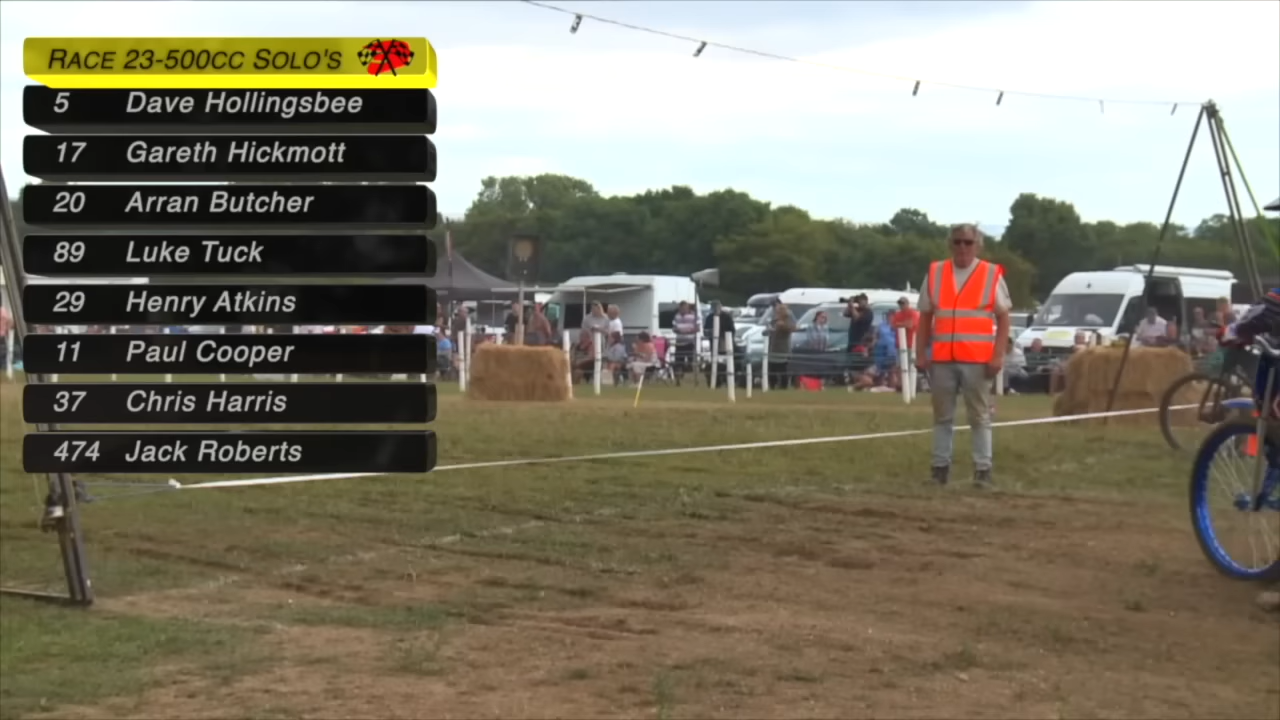 RACE 23-500CC SOLO'S
5 Dave Hollingsbee
17 Gareth Hickmott
20 Arran Butcher
89 Luke Tuck
29 Henry Atkins
11 Paul Cooper
37 Chris Harris
474 Jack Roberts